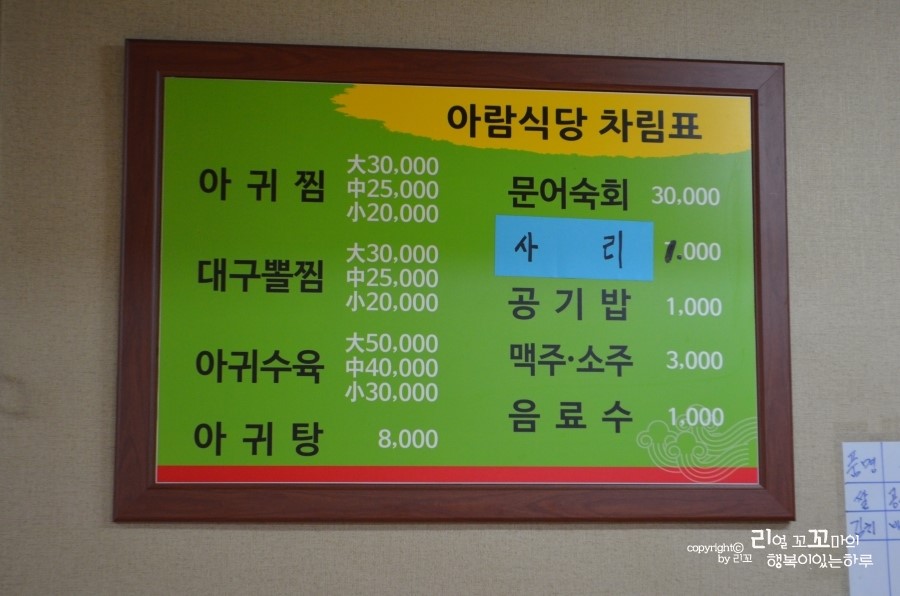 아람식당 차림표
아 귀 찜
大30,000
中25,000
小20,000
대구뽈찜
大30,000
中25,000
小20,000
아귀수육
大50,000
中40,000
小30,000
아 귀 탕 8,000
문어숙회 30,000
사 리 1.000
공 기 밥 1,000
맥주·소주 3,000
음 료 수 1,000
품명
쌀
copyright© by 리꼬
리얼 꼬꼬마의
행복이있는하루